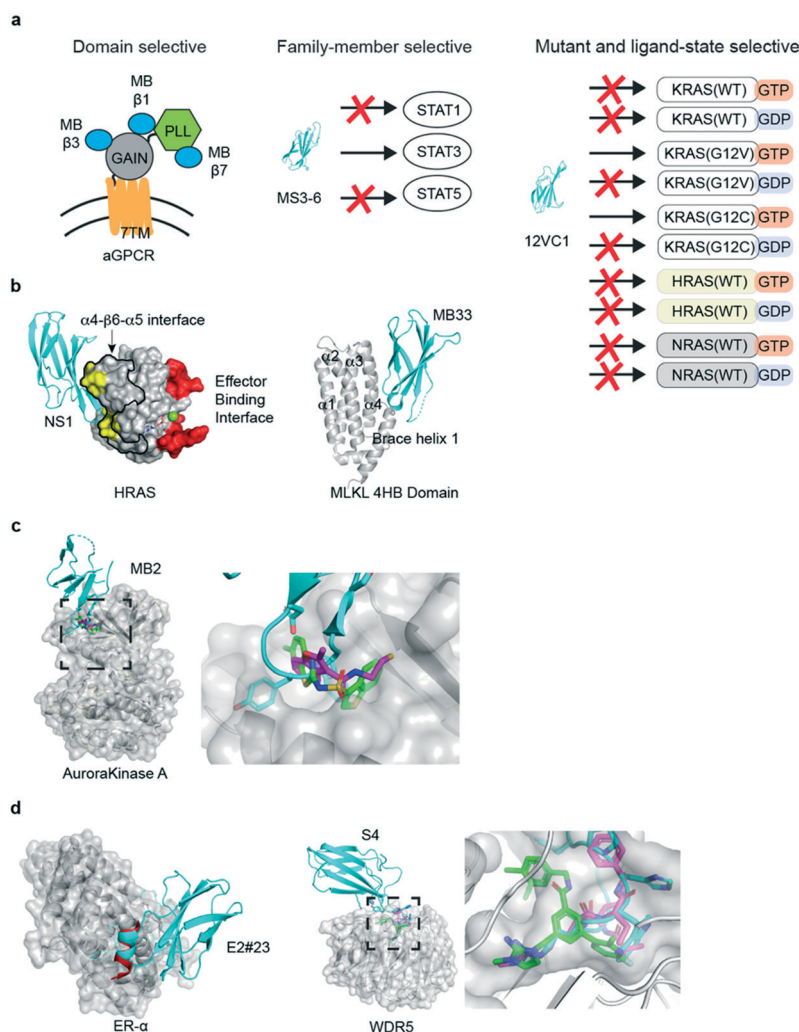 a
Domain selective
MB
β1
MB
β3
PLL
GAIN
MB
β7
7TM
aGPCR
Family-member selective
STAT1
STAT3
STAT5
MS3-6
Mutant and ligand-state selective
KRAS(WT) GTP
KRAS(WT) GDP
KRAS(G12V) GTP
KRAS(G12V) GDP
KRAS(G12C) GTP
KRAS(G12C) GDP
HRAS(WT) GTP
HRAS(WT) GDP
NRAS(WT) GTP
NRAS(WT) GDP
12VC1
b
α4-β6-α5 interface
NS1
Effector
Binding
Interface
HRAS
MB33
α2
α3
α1
α4
Brace helix 1
MLKL 4HB Domain
c
MB2
AuroraKinase A
d
E2#23
ER-α
S4
WDR5